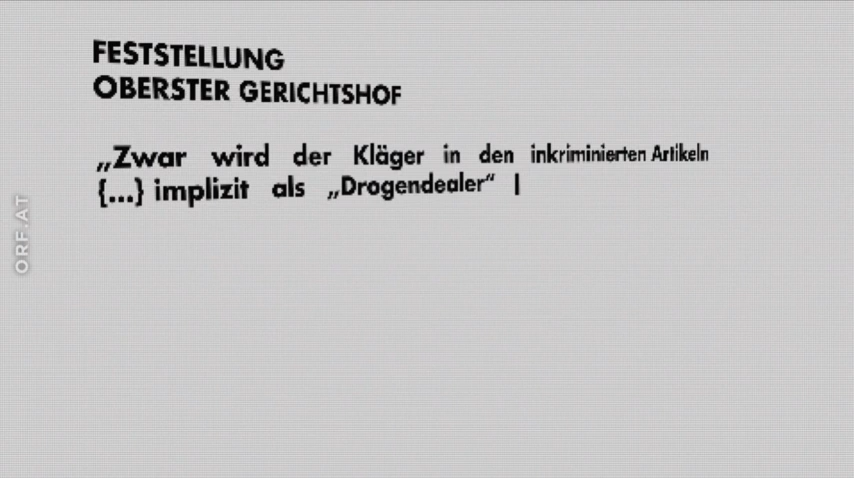 FESTSTELLUNG
OBERSTER GERICHTSHOF
„Zwar wird der Kläger in den inkriminierten Artikeln
{...} implizit als „Drogendealer“ |
ORF.AT